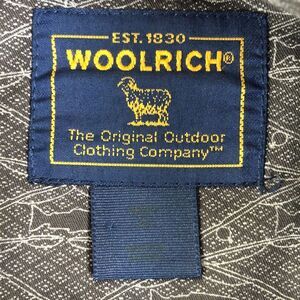 EST. 1830
WOOLRICH®
The Original Outdoor
Clothing Company™